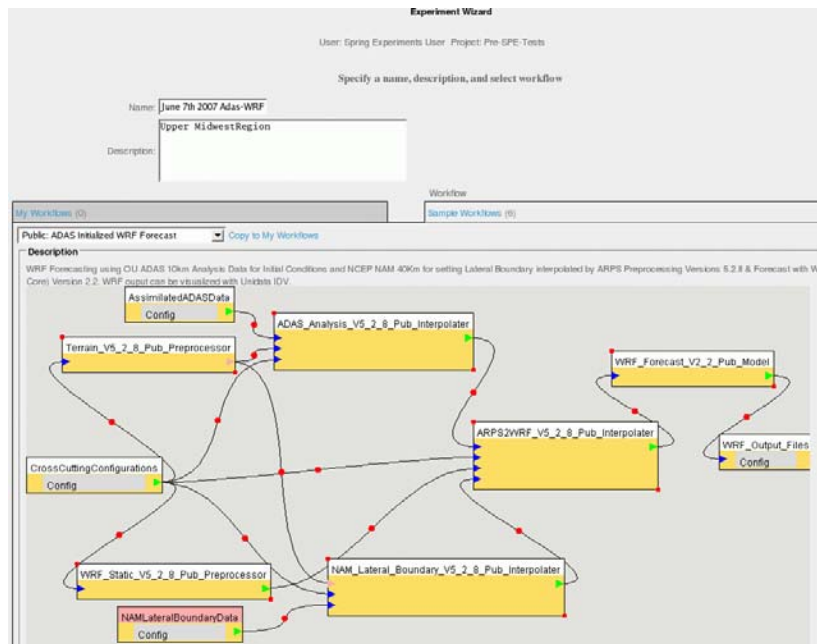 Experiment Wizard
User: Spring Experiments User Project: Pre-SPE-Tests
Specify a name, description, and select workflow
Name: June 7th 2007 Adas-WRF
Description: Upper MidwestRegion
Workflow
My Workflows (0)
Sample Workflows (6)
Public: ADAS Initialized WRF Forecast
Copy to My Workflows
Description
WRF Forecasting using OU ADAS 10km Analysis Data for Initial Conditions and NCEP NAM 40Km for setting Lateral Boundary interpolated by ARPS Preprocessing Versions 5.2.8 & Forecast with W
Core) Version 2.2. WRF ouput can be visualized with Unidata IDV.
AssimilatedADASData
Config
ADAS_Analysis_V5_2_8_Pub_Interpolater
Terrain_V5_2_8_Pub_Preprocessor
WRF_Forecast_V2_2_Pub_Model
ARPS2WRF_V5_2_8_Pub_Interpolater
WRF_Output_Files
Config
CrossCuttingConfigurations
Config
WRF_Static_V5_2_8_Pub_Preprocessor
NAM_Lateral_Boundary_V5_2_8_Pub_Interpolater
NAMLateralBoundaryData
Config